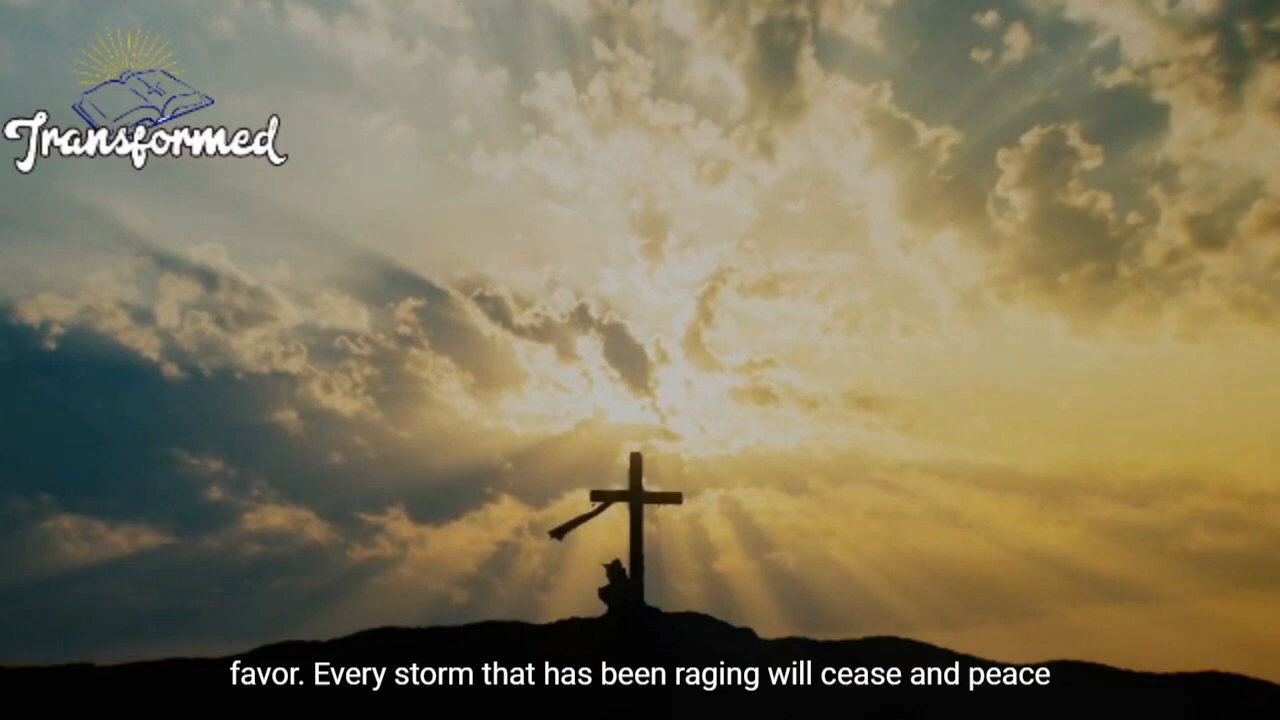 Transformed
favor. Every storm that has been raging will cease and peace